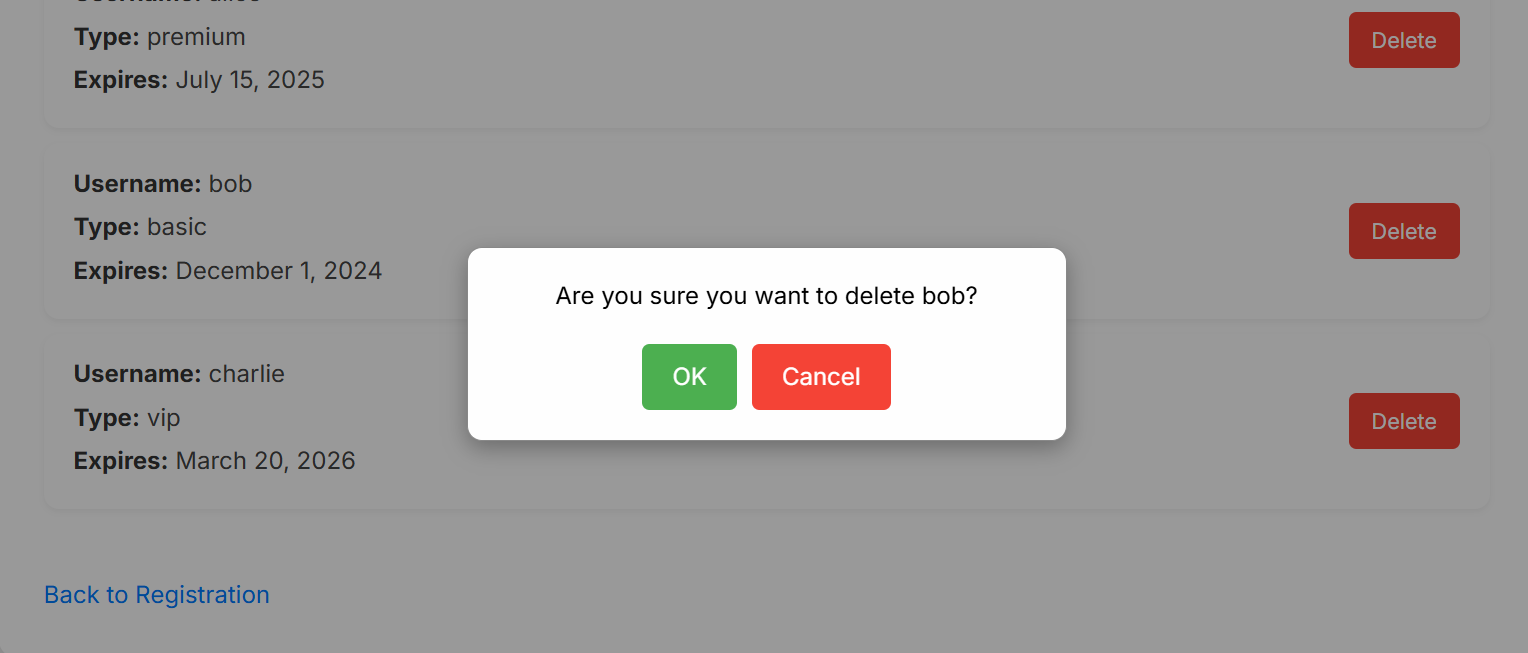 Type: premium
Expires: July 15, 2025
Delete
Username: bob
Type: basic
Expires: December 1, 2024
Delete
Are you sure you want to delete bob?
OK
Cancel
Username: charlie
Type: vip
Expires: March 20, 2026
Delete
Back to Registration